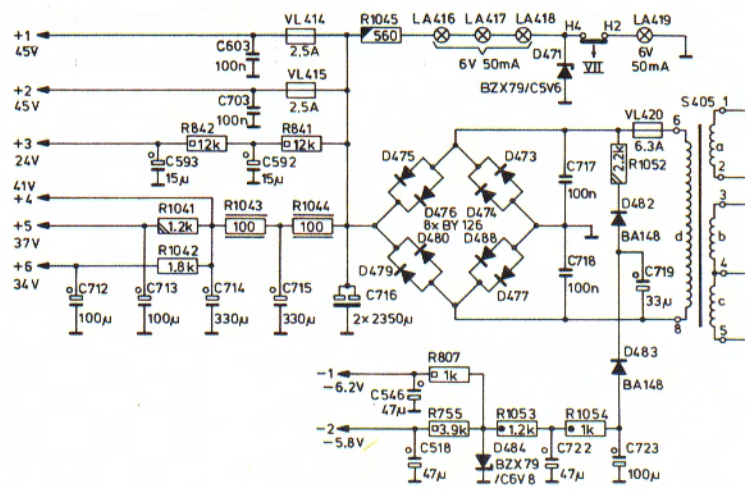 +1
45V
VL 414
2,5A
C603
100n
+2
45V
VL415
2,5A
C703
100n
R1045
560
LA416
LA417
LA418
6V 50mA
D471
BZX79/C5V6
H4
H2
VII
LA419
6V
50mA
+3
24V
R842
12k
R841
12k
C593
15µ
C592
15µ
41V
+4
+5
37V
R1041
1.2k
R1043
100
R1044
100
+6
34V
R1042
1.8k
C712
100µ
C713
100µ
C714
330µ
C715
330µ
C716
2x 2350µ
D475
D473
D476
D474
8x BY 126
D480
D488
D479
D477
C717
100n
C718
100n
VL420
6.3A
R1052
2,2k
D482
BA148
C719
33µ
S405
6
8
d
a
b
c
1
2
3
4
5
D483
BA148
-1
-6.2V
R807
1k
C546
47µ
-2
-5.8V
R755
3.9k
R1053
1.2k
R1054
1k
C518
47µ
D484
BZX79
/C6V8
C722
47µ
C723
100µ